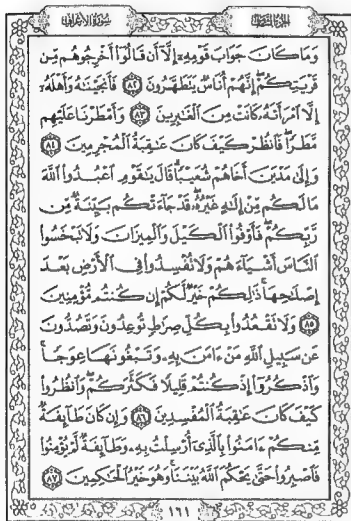 الجزء الثامن
سورة الأعراف
وَمَا كَانَ جَوَابَ قَوْمِهِۦٓ إِلَّآ أَن قَالُوٓا۟ أَخْرِجُوهُم مِّن
قَرْيَتِكُمْ ۖ إِنَّهُمْ أُنَاسٌ يَتَطَهَّرُونَ ٨٢ فَأَنجَيْنَٰهُ وَأَهْلَهُۥٓ
إِلَّا ٱمْرَأَتَهُۥ كَانَتْ مِنَ ٱلْغَٰبِرِينَ ٨٣ وَأَمْطَرْنَا عَلَيْهِم
مَّطَرًا ۖ فَٱنظُرْ كَيْفَ كَانَ عَٰقِبَةُ ٱلْمُجْرِمِينَ ٨٤
وَإِلَىٰ مَدْيَنَ أَخَاهُمْ شُعَيْبًا ۗ قَالَ يَٰقَوْمِ ٱعْبُدُوا۟ ٱللَّهَ
مَا لَكُم مِّنْ إِلَٰهٍ غَيْرُهُۥ ۖ قَدْ جَآءَتْكُم بَيِّنَةٌ مِّن
رَّبِّكُمْ ۖ فَأَوْفُوا۟ ٱلْكَيْلَ وَٱلْمِيزَانَ وَلَا تَبْخَسُوا۟
ٱلنَّاسَ أَشْيَآءَهُمْ وَلَا تُفْسِدُوا۟ فِى ٱلْأَرْضِ بَعْدَ
إِصْلَٰحِهَا ۚ ذَٰلِكُمْ خَيْرٌ لَّكُمْ إِن كُنتُم مُّؤْمِنِينَ
٨٥ وَلَا تَقْعُدُوا۟ بِكُلِّ صِرَٰطٍ تُوعِدُونَ وَتَصُدُّونَ
عَن سَبِيلِ ٱللَّهِ مَنْ ءَامَنَ بِهِۦ وَتَبْغُونَهَا عِوَجًا ۚ
وَٱذْكُرُوٓا۟ إِذْ كُنتُمْ قَلِيلًا فَكَثَّرَكُمْ ۖ وَٱنظُرُوا۟
كَيْفَ كَانَ عَٰقِبَةُ ٱلْمُفْسِدِينَ ٨٦ وَإِن كَانَ طَآئِفَةٌ
مِّنكُمْ ءَامَنُوا۟ بِٱلَّذِىٓ أُرْسِلْتُ بِهِۦ وَطَآئِفَةٌ لَّمْ يُؤْمِنُوا۟
فَٱصْبِرُوا۟ حَتَّىٰ يَحْكُمَ ٱللَّهُ بَيْنَنَا ۚ وَهُوَ خَيْرُ ٱلْحَٰكِمِينَ ٨٧
١٦١